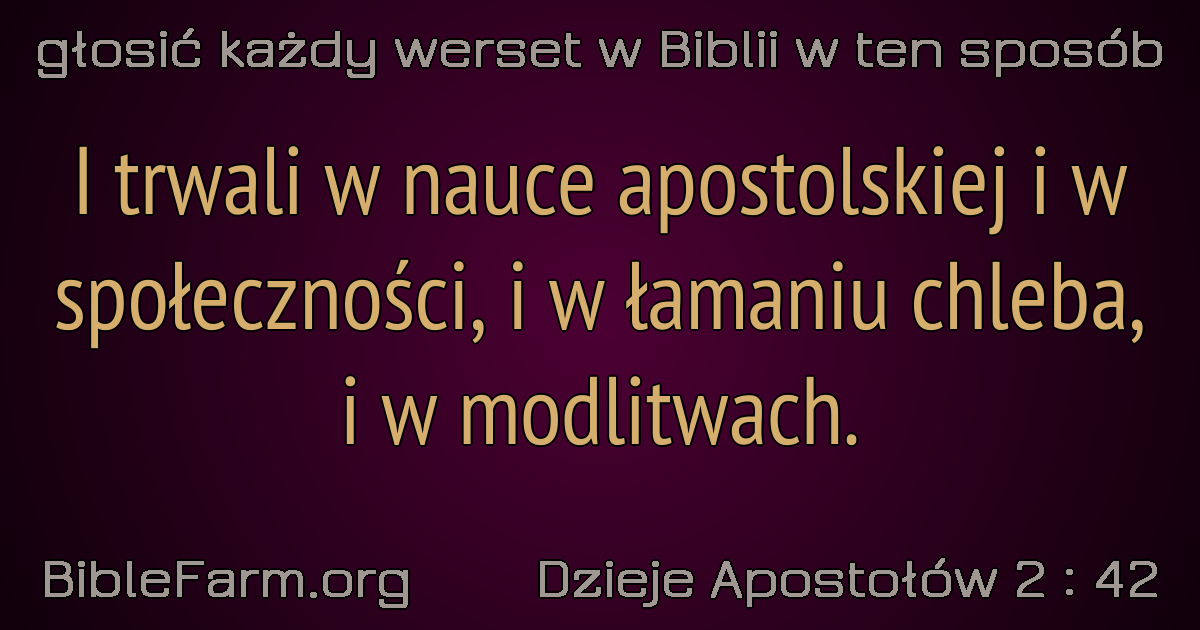 głosić każdy werset w Biblii w ten sposób
I trwali w nauce apostolskiej i w
społeczności, i w łamaniu chleba,
i w modlitwach.
BibleFarm.org
Dzieje Apostołów 2 : 42